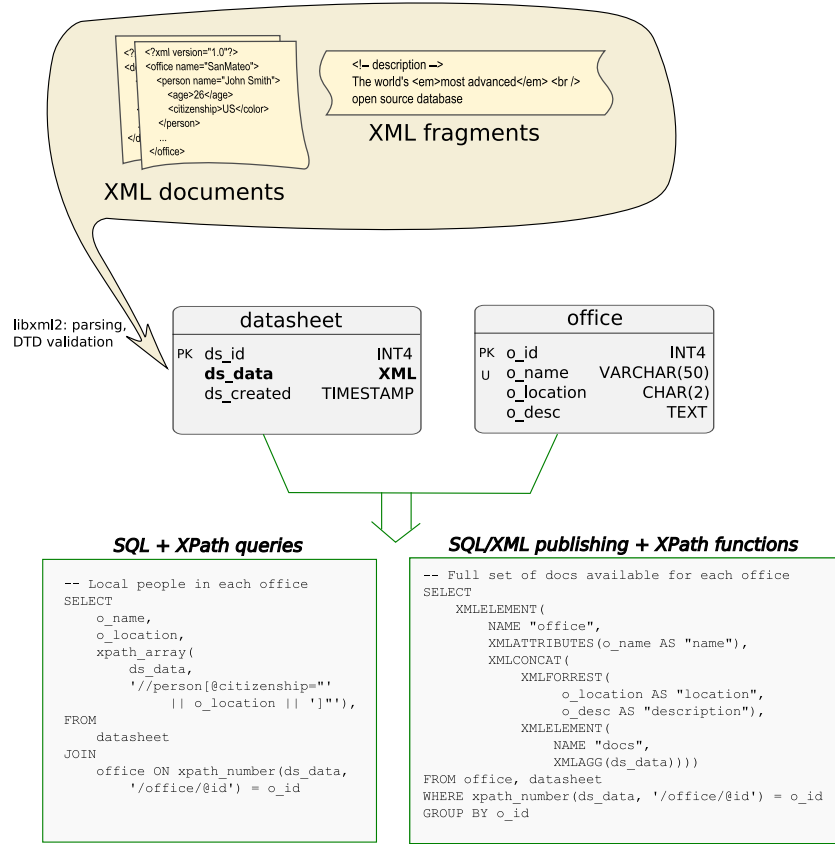 <?
<d
</d
<?xml version="1.0"?>
<office name="SanMateo">
<person name="John Smith">
<age>26</age>
<citizenship>US</color>
</person>
...
</office>
XML documents
<!– description –>
The world's <em>most advanced</em> <br />
open source database
XML fragments
libxml2: parsing,
DTD validation
datasheet
PK ds_id INT4
ds_data XML
ds_created TIMESTAMP
office
PK o_id INT4
U o_name VARCHAR(50)
o_location CHAR(2)
o_desc TEXT
SQL + XPath queries
-- Local people in each office
SELECT
o_name,
o_location,
xpath_array(
ds_data,
'//person[@citizenship="'
|| o_location || ']"'),
FROM
datasheet
JOIN
office ON xpath_number(ds_data,
'/office/@id') = o_id
SQL/XML publishing + XPath functions
-- Full set of docs available for each office
SELECT
XMLELEMENT(
NAME "office",
XMLATTRIBUTES(o_name AS "name"),
XMLCONCAT(
XMLFORREST(
o_location AS "location",
o_desc AS "description"),
XMLELEMENT(
NAME "docs",
XMLAGG(ds_data))))
FROM office, datasheet
WHERE xpath_number(ds_data, '/office/@id') = o_id
GROUP BY o_id